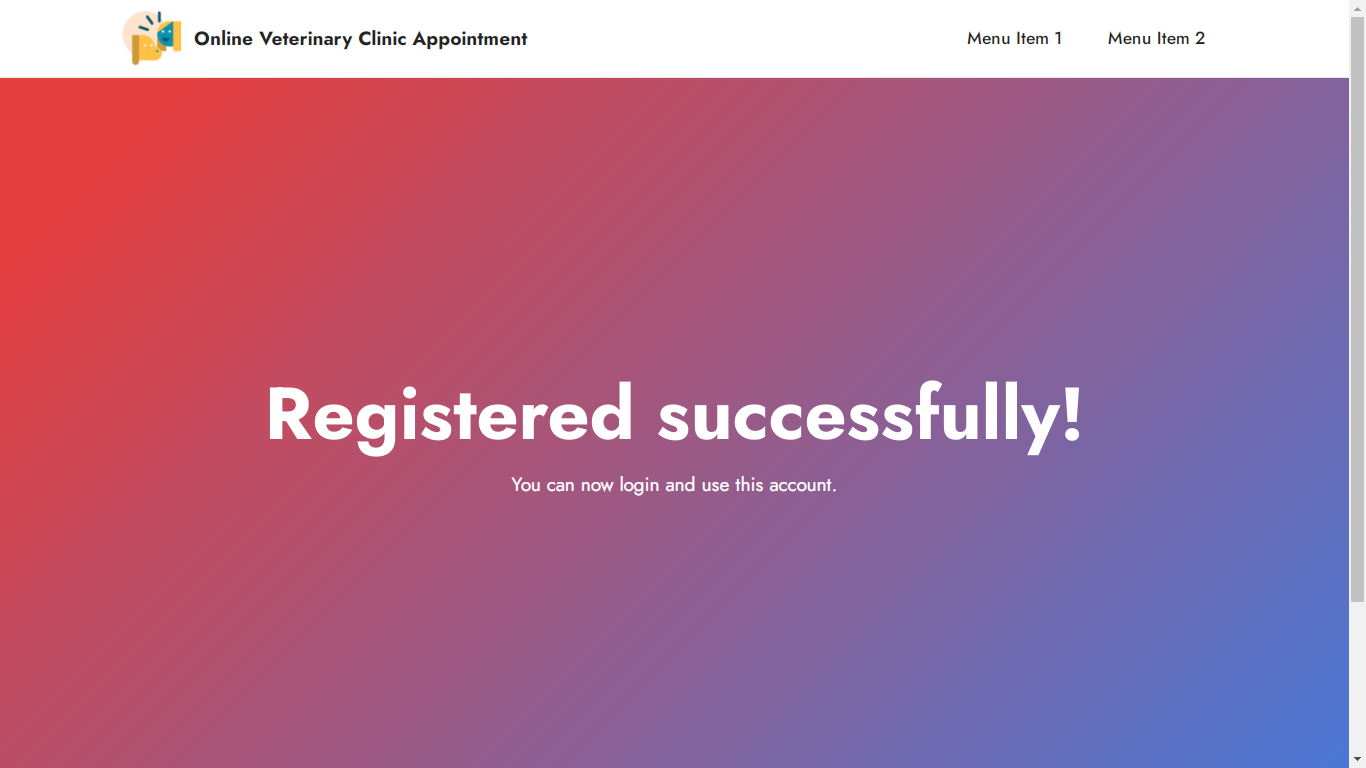 Online Veterinary Clinic Appointment
Menu Item 1
Menu Item 2
Registered successfully!
You can now login and use this account.